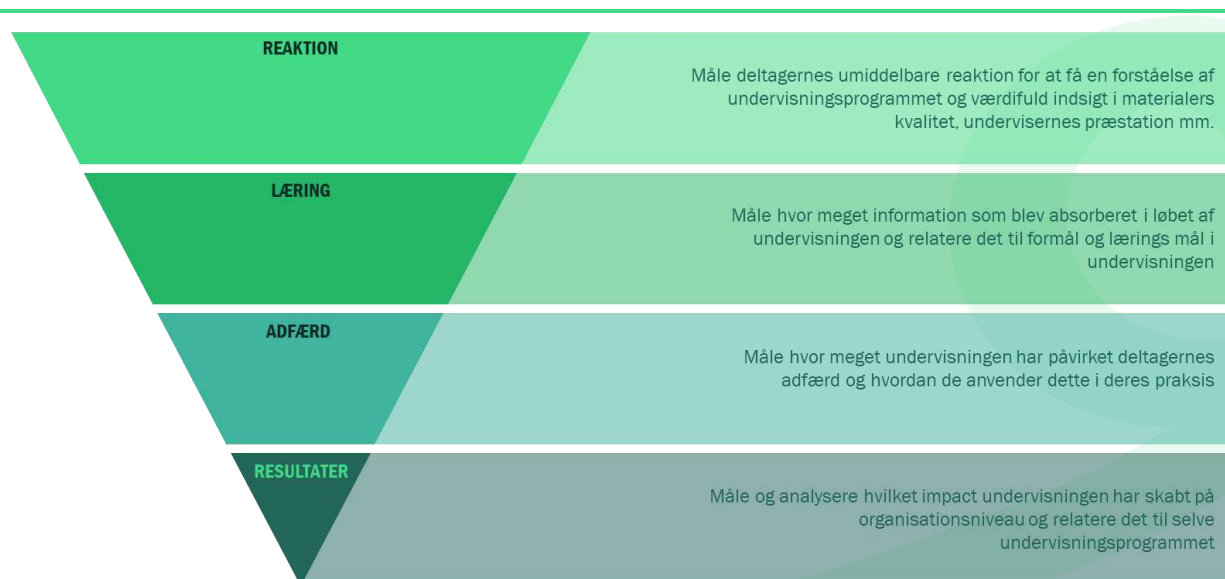 REAKTION
Måle deltagernes umiddelbare reaktion for at få en forståelse af
undervisningsprogrammet og værdifuld indsigt i materialers
kvalitet, undervisernes præstation mm.
LÆRING
Måle hvor meget information som blev absorberet i løbet af
undervisningen og relatere det til formål og lærings mål i
undervisningen
ADFÆRD
Måle hvor meget undervisningen har påvirket deltagernes
adfærd og hvordan de anvender dette i deres praksis
RESULTATER
Måle og analysere hvilket impact undervisningen har skabt på
organisationsniveau og relatere det til selve
undervisningsprogrammet